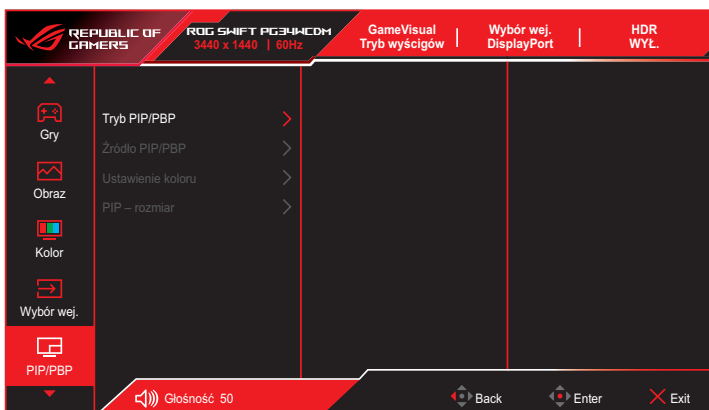 REPUBLIC OF
GAMERS
ROG SWIFT PG34WCDM
3440 x 1440 | 60Hz
GameVisual
Tryb wyścigów
Wybór wej.
DisplayPort
HDR
WYŁ.
Gry
Obraz
Kolor
Wybór wej.
PIP/PBP
Tryb PIP/PBP
Źródło PIP/PBP
Ustawienie koloru
PIP – rozmiar
Głośność 50
Back
Enter
Exit